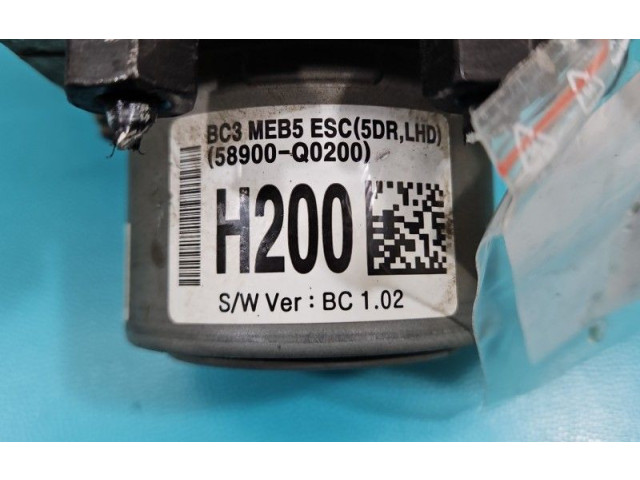 BC3 MEB5 ESC(5DR,LHD)
(58900-Q0200)
H200
S/W Ver : BC 1.02